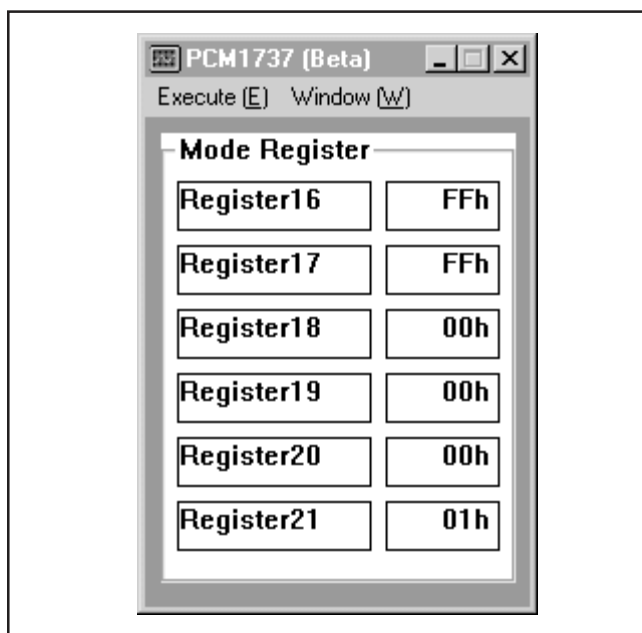 PCM1737 (Beta)
Execute (E) Window (W)
Mode Register
Register16 FFh
Register17 FFh
Register18 00h
Register19 00h
Register20 00h
Register21 01h